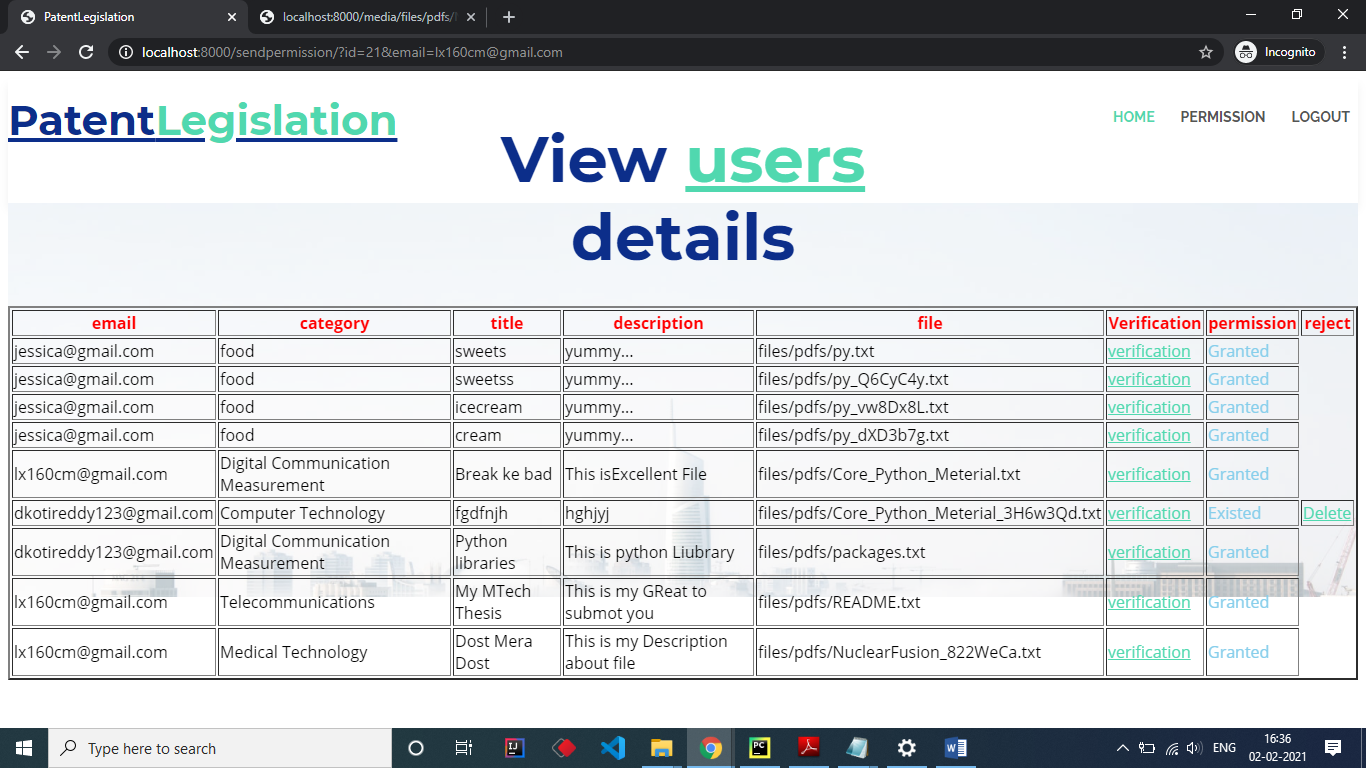 PatentLegislation
localhost:8000/media/files/pdfs/
localhost:8000/sendpermission/?id=21&email=lx160cm@gmail.com
Incognito
PatentLegislation
HOME PERMISSION LOGOUT
View users
details
email category title description file Verification permission reject
jessica@gmail.com food sweets yummy... files/pdfs/py.txt verification Granted
jessica@gmail.com food sweetss yummy... files/pdfs/py_Q6CyC4y.txt verification Granted
jessica@gmail.com food icecream yummy... files/pdfs/py_vw8Dx8L.txt verification Granted
jessica@gmail.com food cream yummy... files/pdfs/py_dXD3b7g.txt verification Granted
lx160cm@gmail.com Digital Communication
Measurement Break ke bad This isExcellent File files/pdfs/Core_Python_Meterial.txt verification Granted
dkotireddy123@gmail.com Computer Technology fgdfnjh hghjyj files/pdfs/Core_Python_Meterial_3H6w3Qd.txt verification Existed Delete
dkotireddy123@gmail.com Digital Communication
Measurement Python
libraries This is python Liubrary files/pdfs/packages.txt verification Granted
lx160cm@gmail.com Telecommunications My MTech
Thesis This is my GReat to
submot you files/pdfs/README.txt verification Granted
lx160cm@gmail.com Medical Technology Dost Mera
Dost This is my Description
about file files/pdfs/NuclearFusion_822WeCa.txt verification Granted
Type here to search
ENG
16:36
02-02-2021